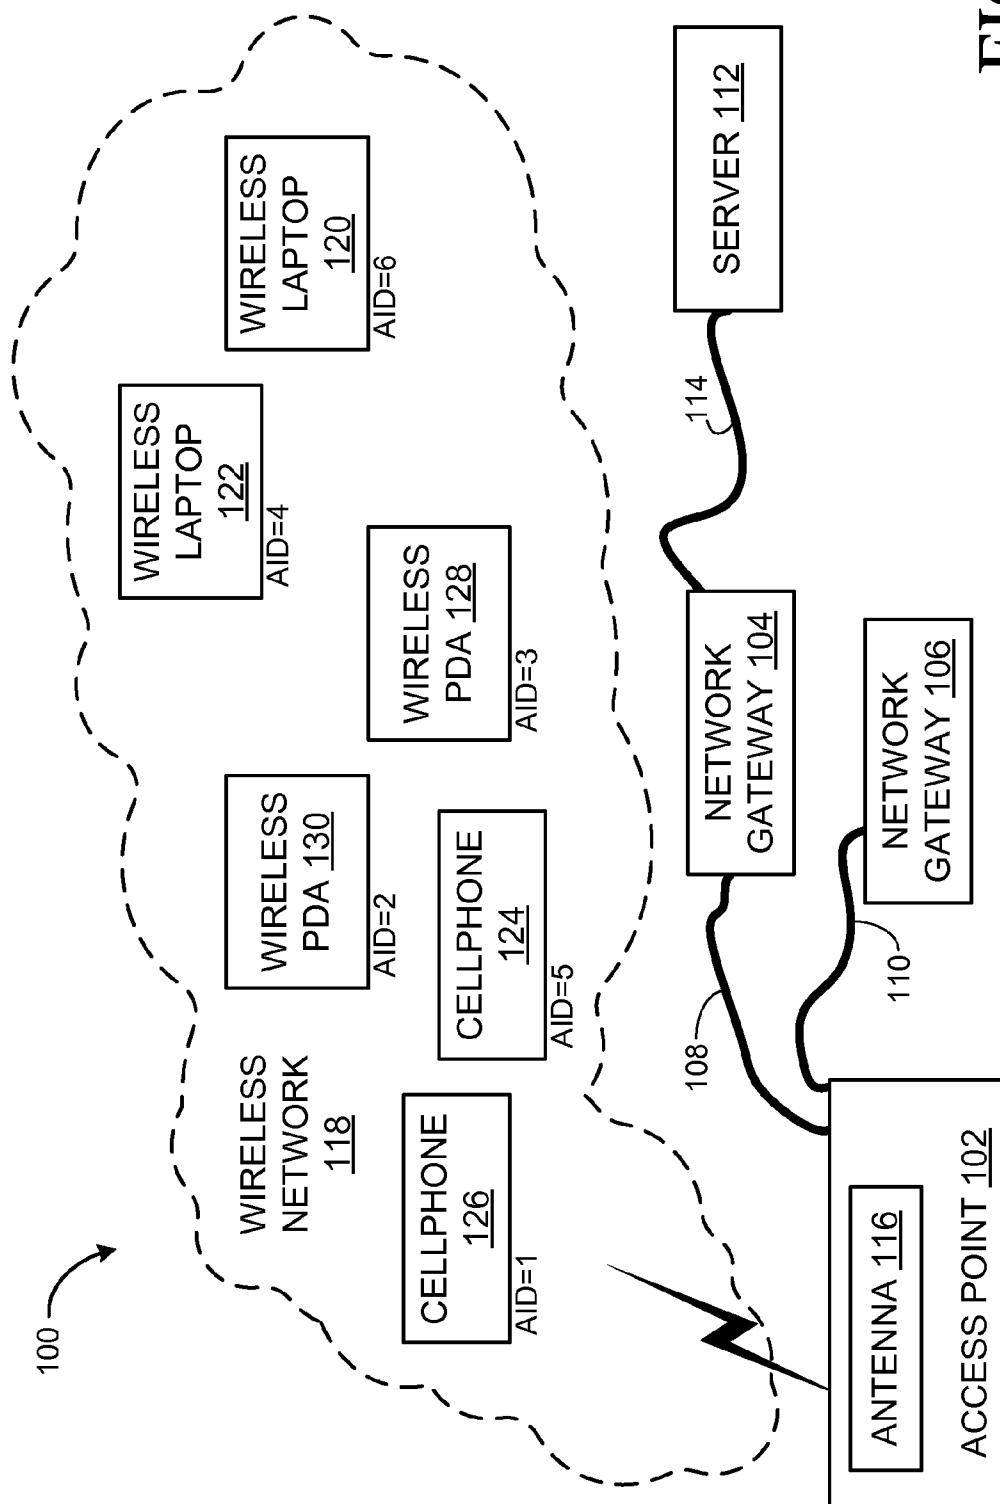 100
WIRELESS
NETWORK
118
WIRELESS
PDA 130
AID=2
WIRELESS
LAPTOP
122
AID=4
WIRELESS
LAPTOP
120
AID=6
CELLPHONE
126
AID=1
CELLPHONE
124
AID=5
WIRELESS
PDA 128
AID=3
108
110
114
NETWORK
GATEWAY 104
NETWORK
GATEWAY 106
SERVER 112
ANTENNA 116
ACCESS POINT 102